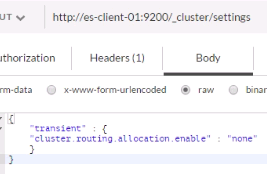 UT http://es-client-01:9200/_cluster/settings
uthorization Headers (1) Body
rm-data x-www-form-urlencoded raw binar
{
"transient" : {
"cluster.routing.allocation.enable" : "none"
}
}